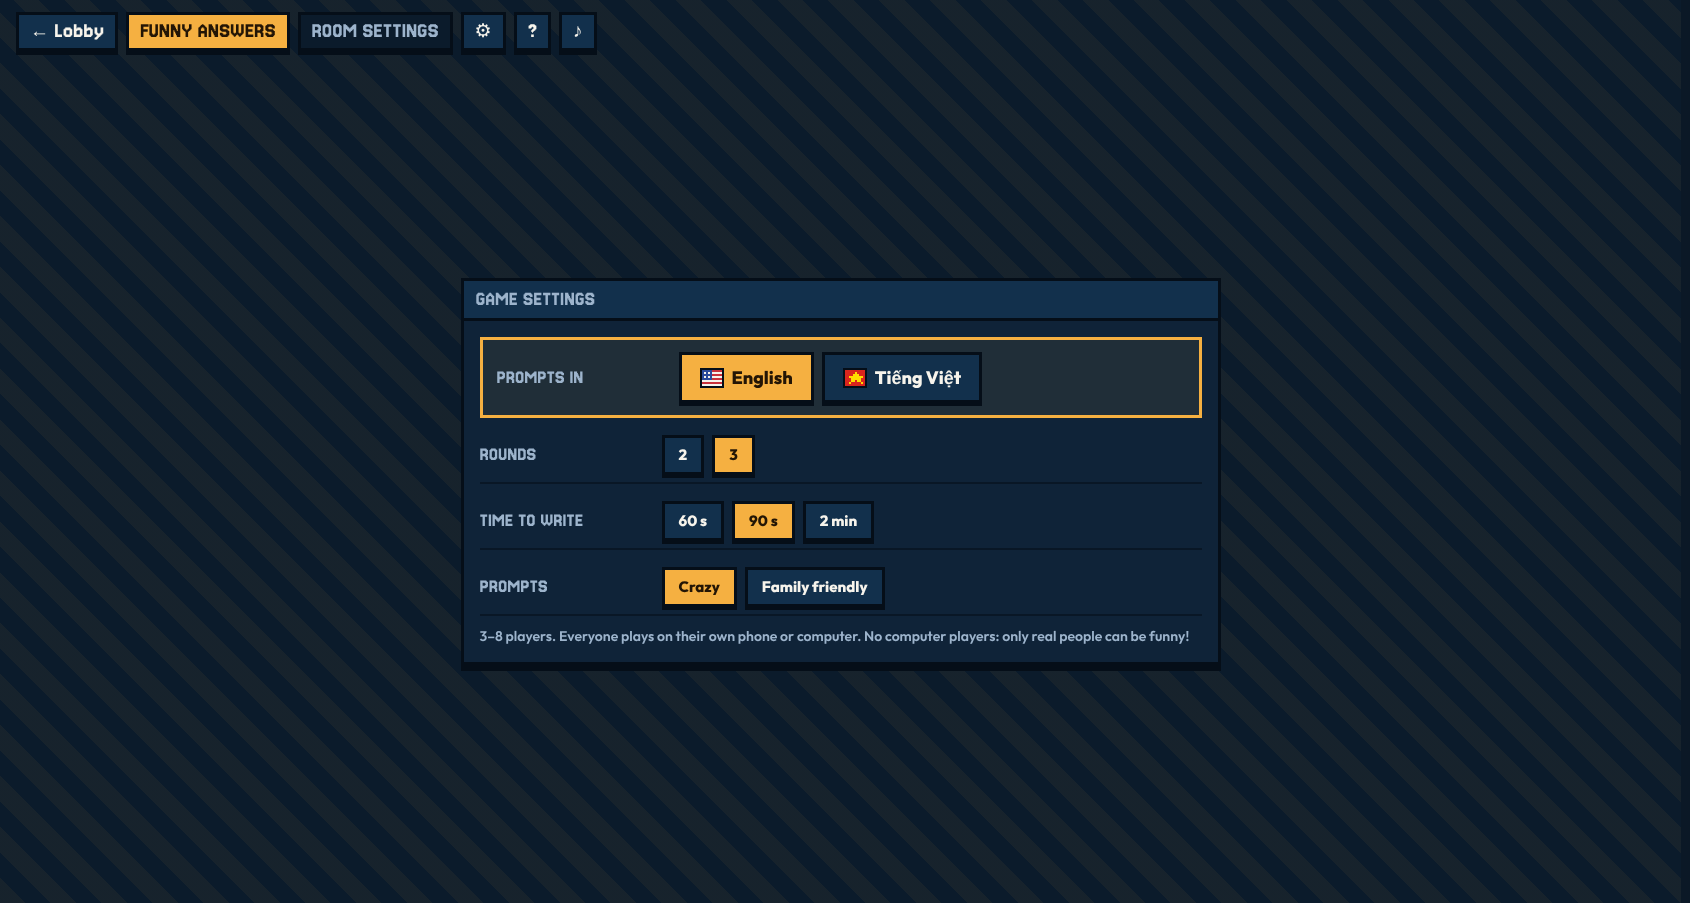 ← Lobby FUNNY ANSWERS ROOM SETTINGS ⚙ ? ♪
GAME SETTINGS
PROMPTS IN English Tiếng Việt
ROUNDS 2 3
TIME TO WRITE 60 s 90 s 2 min
PROMPTS Crazy Family friendly
3–8 players. Everyone plays on their own phone or computer. No computer players: only real people can be funny!